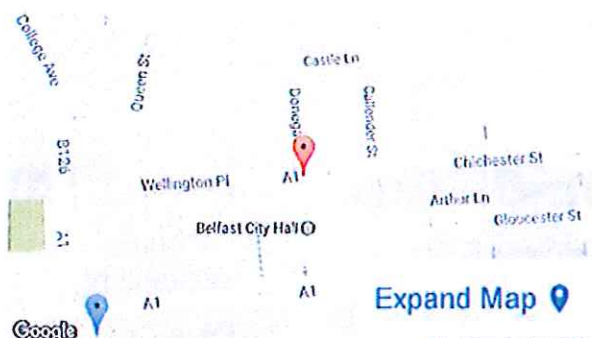 College Ave
Queen St
Castle Ln
Donegal
Callender St
B126
Wellington Pl
A1
Chichester St
Arthur Ln
Gloucester St
Belfast City Hall
A1
A1
Expand Map
Google